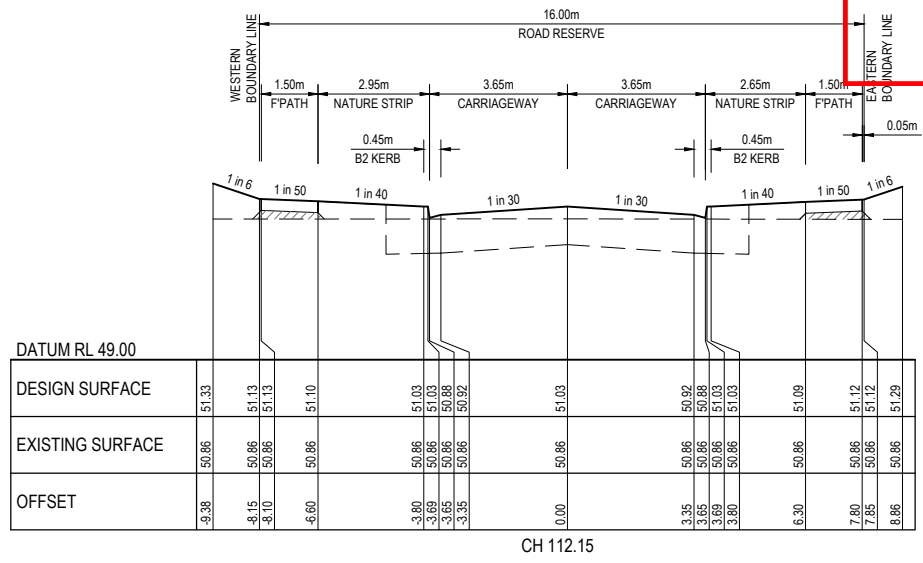 16.00m
ROAD RESERVE
WESTERN
BOUNDARY LINE
EASTERN
BOUNDARY LINE
1.50m
F'PATH
2.95m
NATURE STRIP
3.65m
CARRIAGEWAY
3.65m
CARRIAGEWAY
2.65m
NATURE STRIP
1.50m
F'PATH
0.05m
0.45m
B2 KERB
0.45m
B2 KERB
1 in 6
1 in 50
1 in 40
1 in 30
1 in 30
1 in 40
1 in 50
1 in 6
DATUM RL 49.00
DESIGN SURFACE 51.33 51.13 51.13 51.10 51.03 51.03 50.88 50.92 51.03 50.92 50.88 51.03 51.03 51.09 51.12 51.12 51.29
EXISTING SURFACE 50.86 50.86 50.86 50.86 50.86 50.86 50.86 50.86 50.86 50.86 50.86 50.86 50.86 50.86 50.86 50.86 50.86
OFFSET -9.38 -8.15 -8.10 -6.60 -3.80 -3.69 -3.65 -3.35 0.00 3.35 3.65 3.69 3.80 6.30 7.80 7.85 8.86
CH 112.15